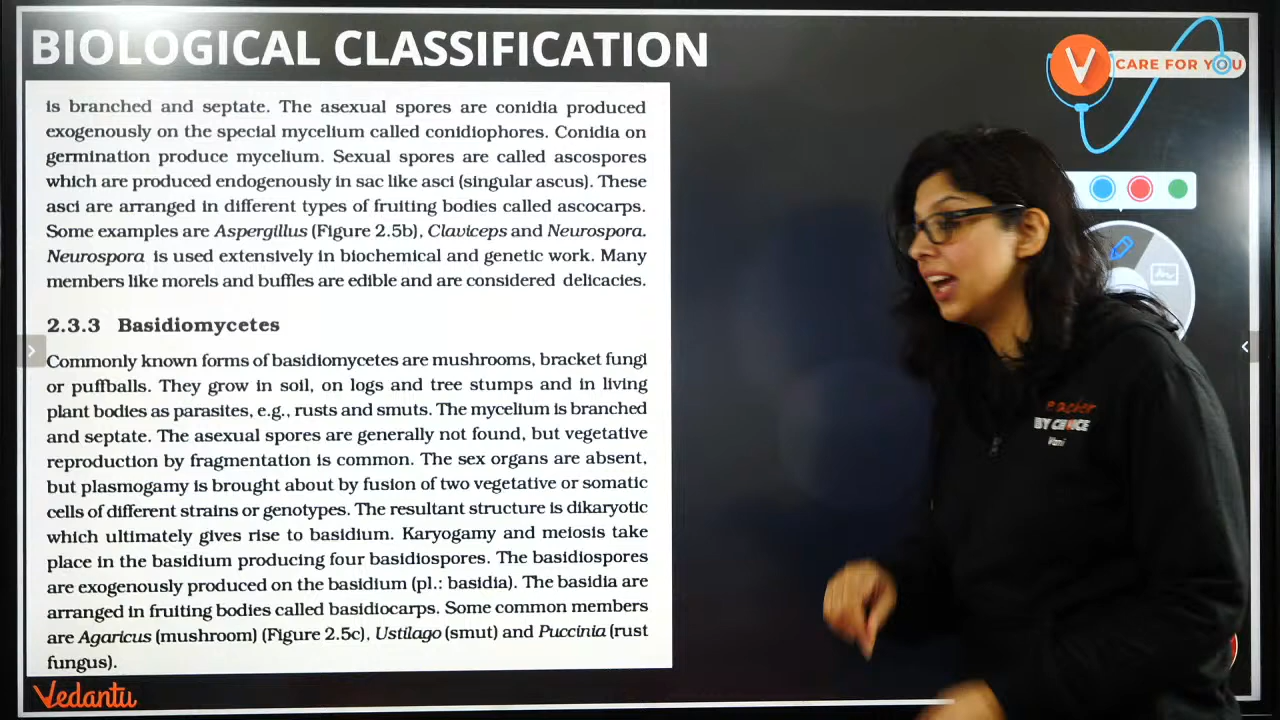 BIOLOGICAL CLASSIFICATION
V
CARE FOR YOU
is branched and septate. The asexual spores are conidia produced
exogenously on the special mycelium called conidiophores. Conidia on
germination produce mycelium. Sexual spores are called ascospores
which are produced endogenously in sac like asci (singular ascus). These
asci are arranged in different types of fruiting bodies called ascocarps.
Some examples are Aspergillus (Figure 2.5b), Claviceps and Neurospora.
Neurospora is used extensively in biochemical and genetic work. Many
members like morels and buffles are edible and are considered delicacies.
2.3.3 Basidiomycetes
Commonly known forms of basidiomycetes are mushrooms, bracket fungi
or puffballs. They grow in soil, on logs and tree stumps and in living
plant bodies as parasites, e.g., rusts and smuts. The mycelium is branched
and septate. The asexual spores are generally not found, but vegetative
reproduction by fragmentation is common. The sex organs are absent,
but plasmogamy is brought about by fusion of two vegetative or somatic
cells of different strains or genotypes. The resultant structure is dikaryotic
which ultimately gives rise to basidium. Karyogamy and meiosis take
place in the basidium producing four basidiospores. The basidiospores
are exogenously produced on the basidium (pl.: basidia). The basidia are
arranged in fruiting bodies called basidiocarps. Some common members
are Agaricus (mushroom) (Figure 2.5c), Ustilago (smut) and Puccinia (rust
fungus).
Vedantu
eacher
BY CHOICE
Vani